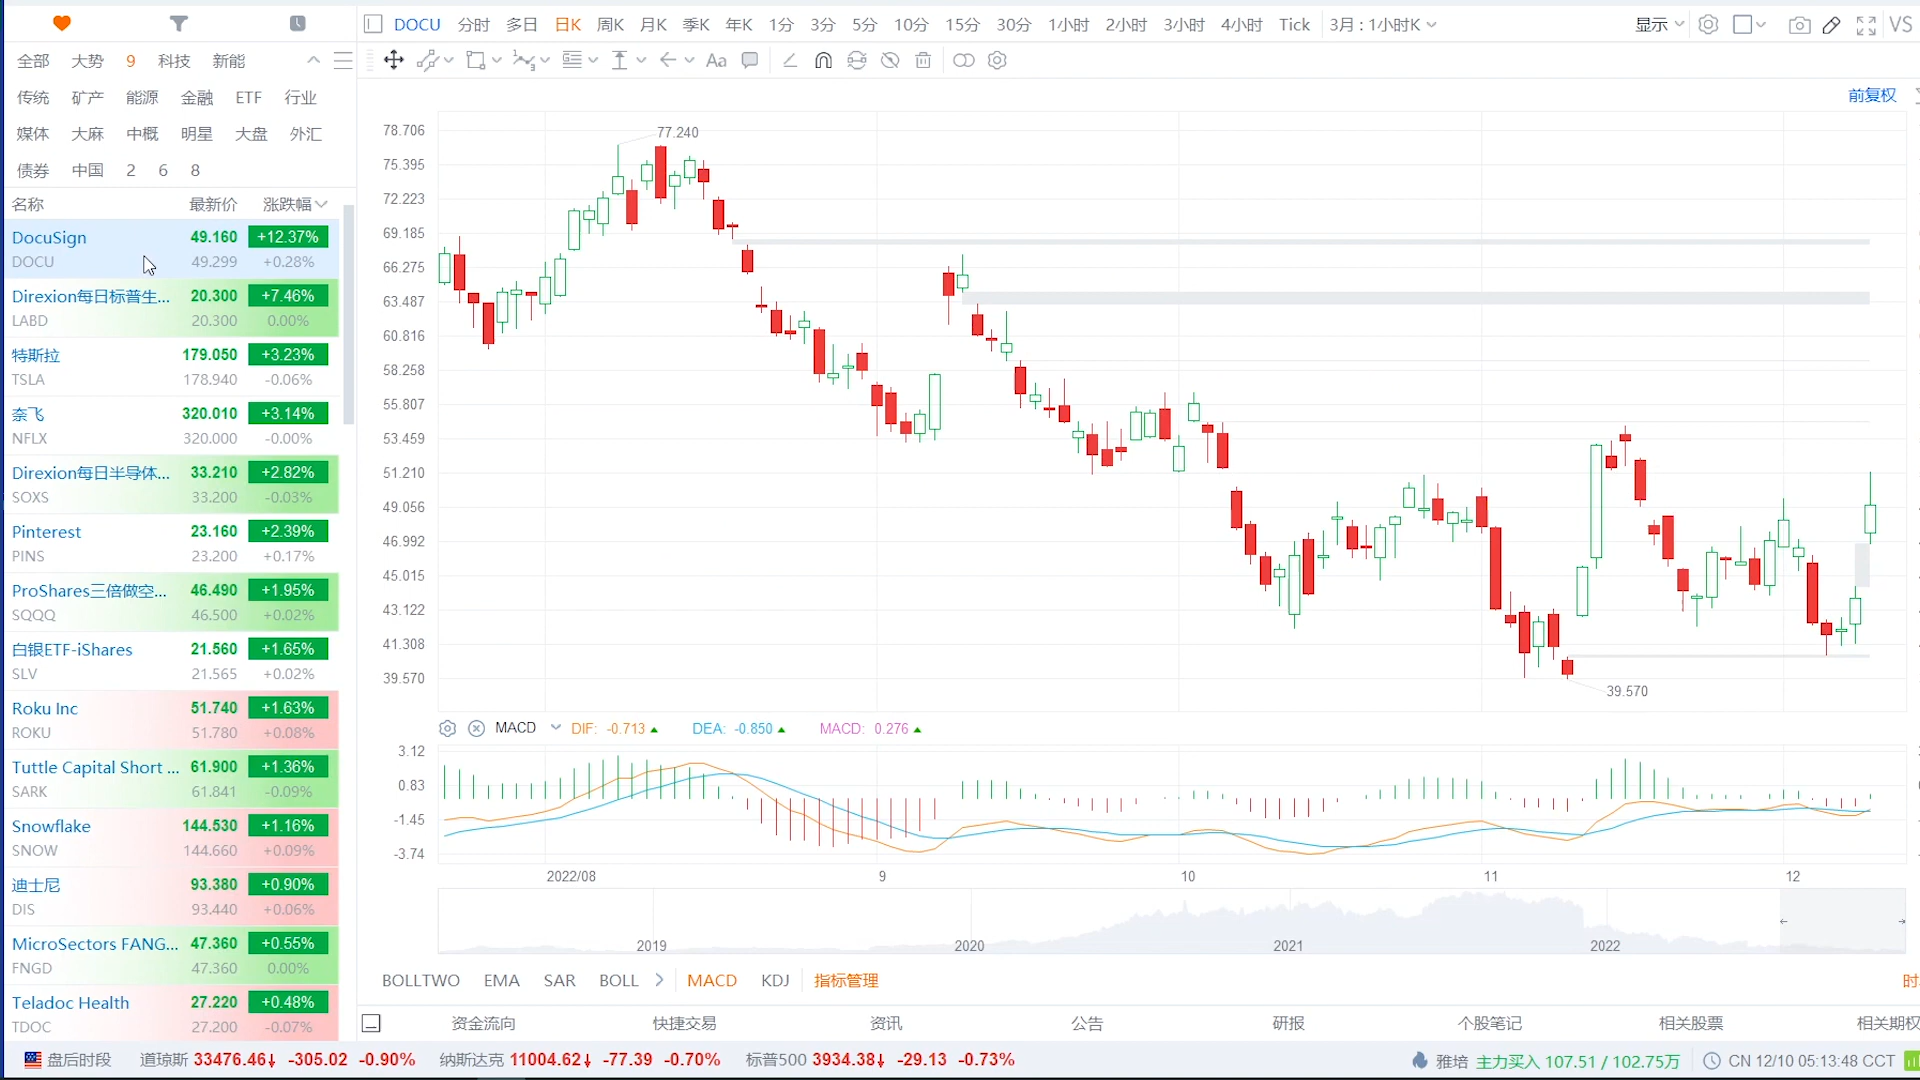 DOCU 分时 多日 日K 周K 月K 季K 年K 1分 3分 5分 10分 15分 30分 1小时 2小时 3小时 4小时 Tick 3月 : 1小时K 显示 VS
全部 大势 9 科技 新能
Aa
传统 矿产 能源 金融 ETF 行业
前复权
媒体 大麻 中概 明星 大盘 外汇
债券 中国 2 6 8
名称 最新价 涨跌幅
DocuSign 49.160 +12.37%
DOCU 49.299 +0.28%
Direxion每日标普生... 20.300 +7.46%
LABD 20.300 0.00%
特斯拉 179.050 +3.23%
TSLA 178.940 -0.06%
奈飞 320.010 +3.14%
NFLX 320.000 -0.00%
Direxion每日半导体... 33.210 +2.82%
SOXS 33.200 -0.03%
Pinterest 23.160 +2.39%
PINS 23.200 +0.17%
ProShares三倍做空... 46.490 +1.95%
SQQQ 46.500 +0.02%
白银ETF-iShares 21.560 +1.65%
SLV 21.565 +0.02%
Roku Inc 51.740 +1.63%
ROKU 51.780 +0.08%
Tuttle Capital Short ... 61.900 +1.36%
SARK 61.841 -0.09%
Snowflake 144.530 +1.16%
SNOW 144.660 +0.09%
迪士尼 93.380 +0.90%
DIS 93.440 +0.06%
MicroSectors FANG... 47.360 +0.55%
FNGD 47.360 0.00%
Teladoc Health 27.220 +0.48%
TDOC 27.200 -0.07%
78.706
77.240
75.395
72.223
69.185
66.275
63.487
60.816
58.258
55.807
53.459
51.210
49.056
46.992
45.015
43.122
41.308
39.570
39.570
MACD DIF: -0.713 DEA: -0.850 MACD: 0.276
3.12
0.83
-1.45
-3.74
2022/08 9 10 11 12
2019 2020 2021 2022
BOLLTWO EMA SAR BOLL MACD KDJ 指标管理 时
资金流向 快捷交易 资讯 公告 研报 个股笔记 相关股票 相关期权
盘后时段 道琼斯 33476.46↓ -305.02 -0.90% 纳斯达克 11004.62↓ -77.39 -0.70% 标普500 3934.38↓ -29.13 -0.73% 雅培 主力买入 107.51 / 102.75万 CN 12/10 05:13:48 CCT